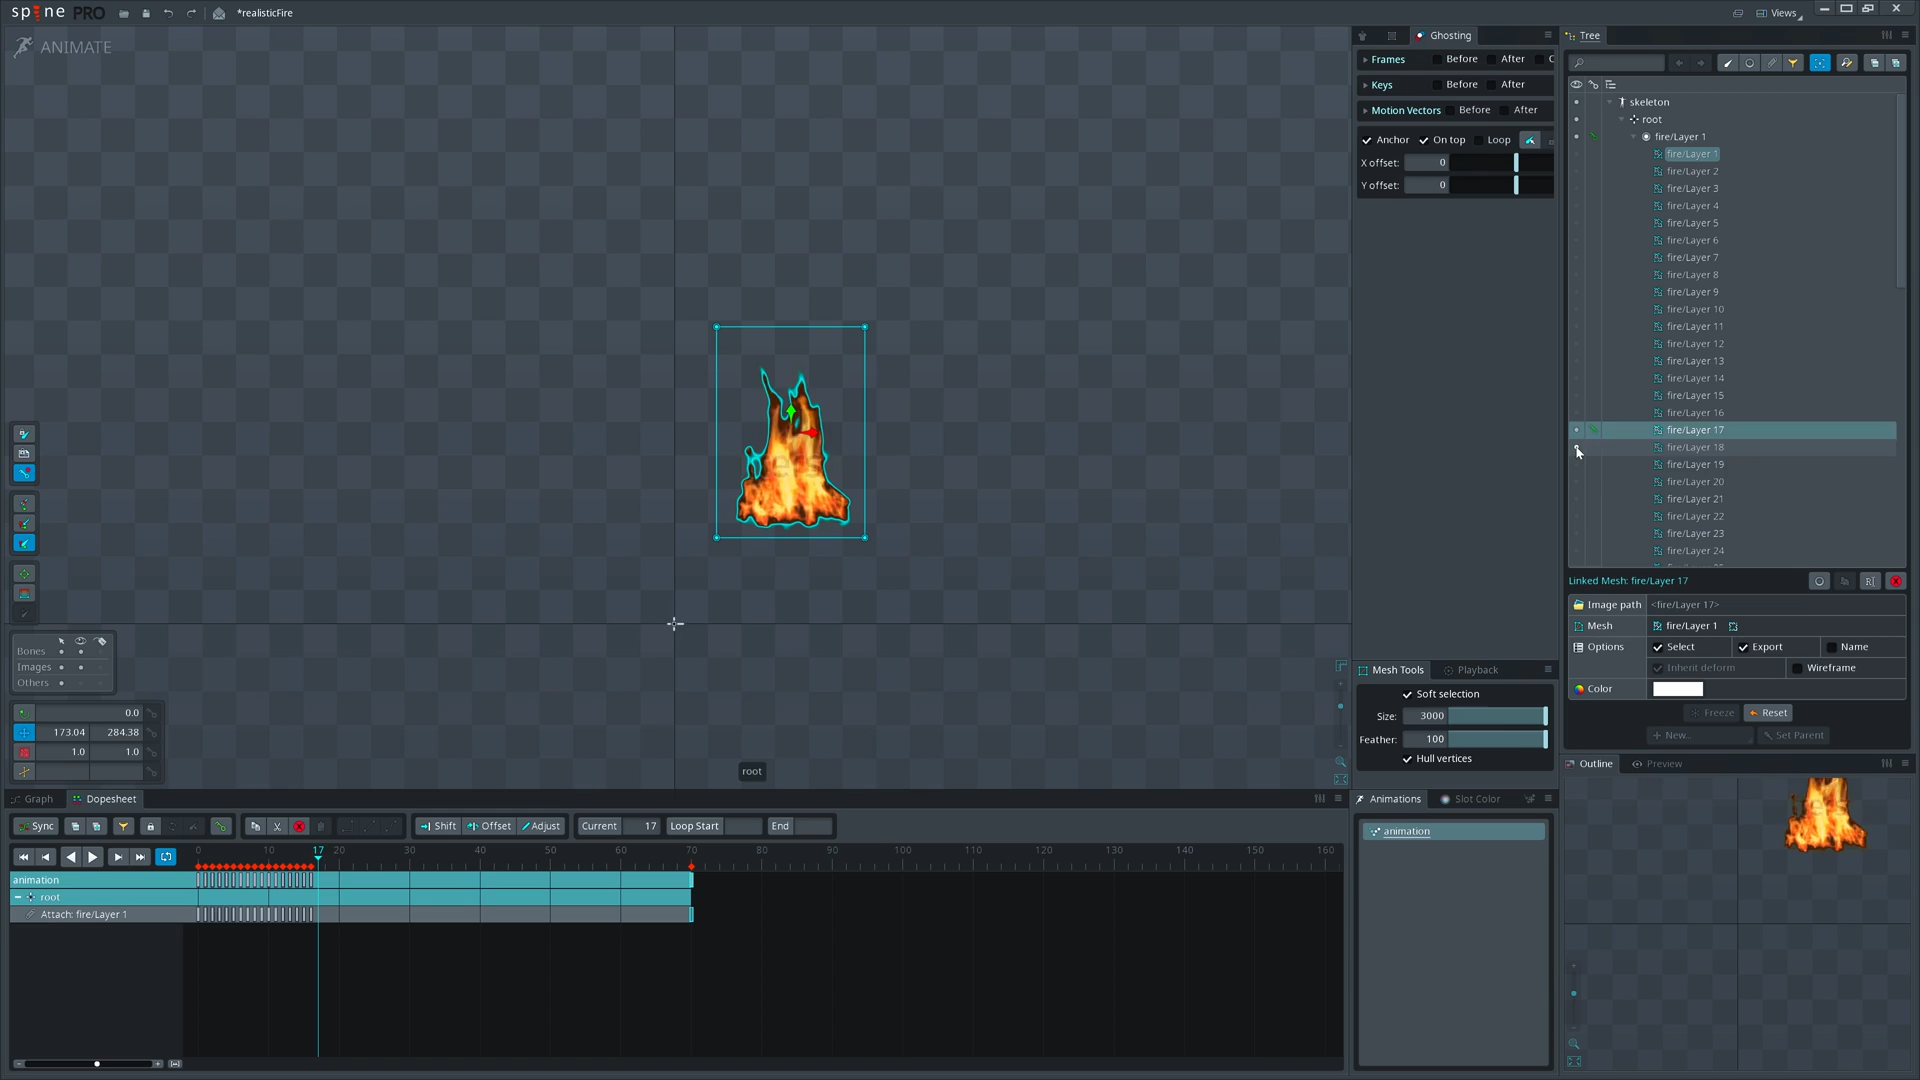 spine PRO
*realisticFire
Views
ANIMATE
Ghosting
Tree
Frames Before After
Keys Before After
Motion Vectors Before After
Anchor On top Loop
X offset: 0
Y offset: 0
skeleton
root
fire/Layer 1
fire/Layer 1
fire/Layer 2
fire/Layer 3
fire/Layer 4
fire/Layer 5
fire/Layer 6
fire/Layer 7
fire/Layer 8
fire/Layer 9
fire/Layer 10
fire/Layer 11
fire/Layer 12
fire/Layer 13
fire/Layer 14
fire/Layer 15
fire/Layer 16
fire/Layer 17
fire/Layer 18
fire/Layer 19
fire/Layer 20
fire/Layer 21
fire/Layer 22
fire/Layer 23
fire/Layer 24
Linked Mesh: fire/Layer 17
Image path <fire/Layer 17>
Mesh fire/Layer 1
Options Select Export Name
Inherit deform Wireframe
Color
Freeze Reset
New... Set Parent
Bones
Images
Others
0.0
173.04 284.38
1.0 1.0
root
Mesh Tools Playback
Soft selection
Size: 3000
Feather: 100
Hull vertices
Outline Preview
Graph Dopesheet
Sync Shift Offset Adjust Current 17 Loop Start End
0 10 17 20 30 40 50 60 70 80 90 100 110 120 130 140 150 160
animation
root
Attach: fire/Layer 1
Animations Slot Color
animation